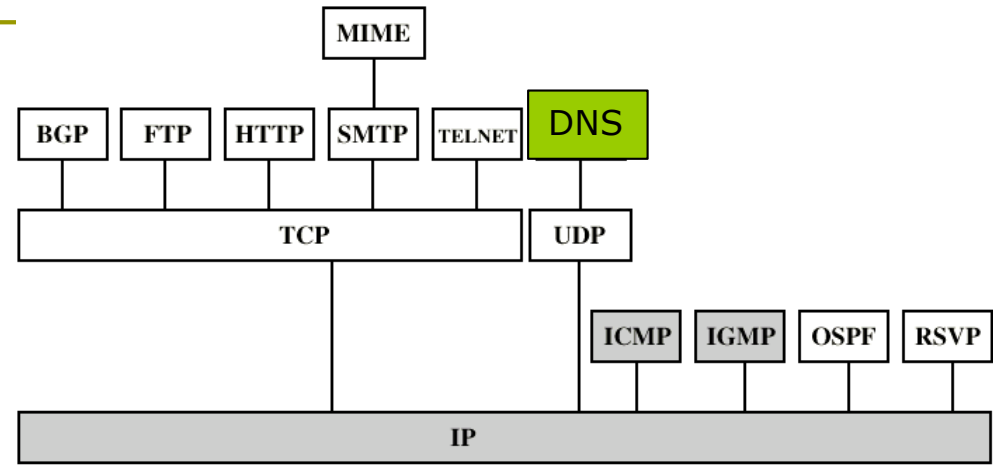 MIME
BGP FTP HTTP SMTP TELNET DNS
TCP UDP
ICMP IGMP OSPF RSVP
IP